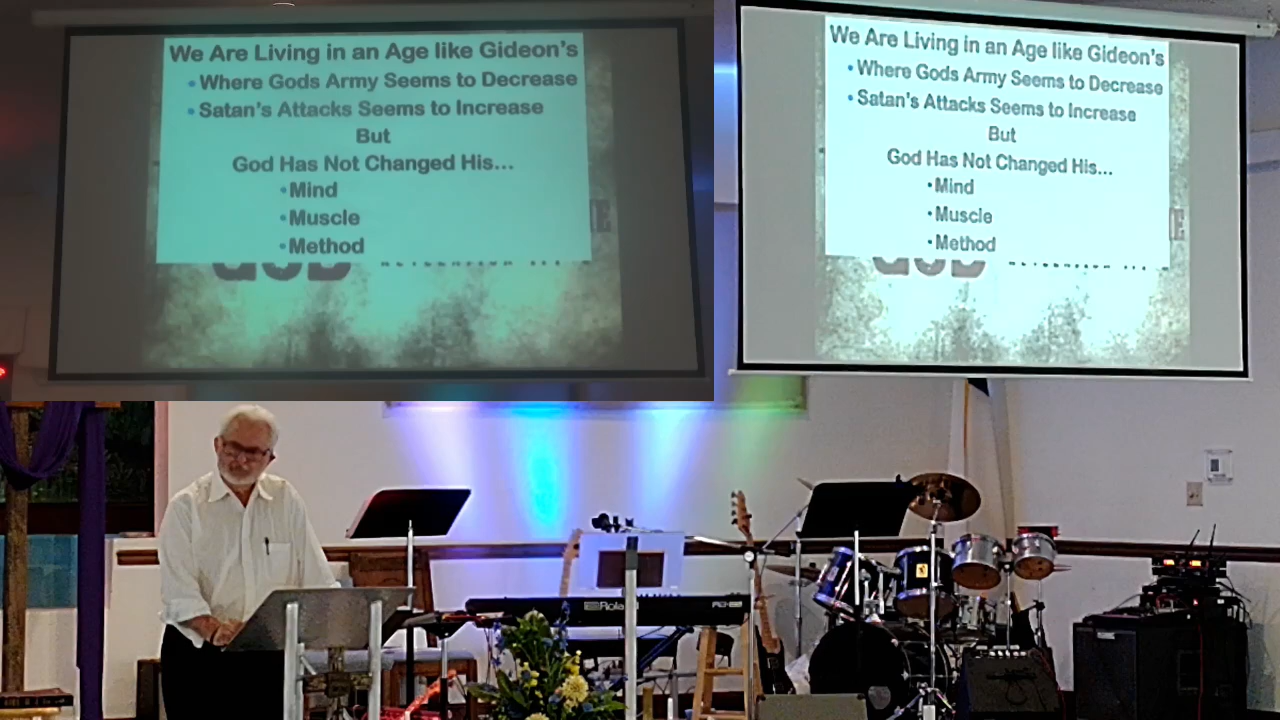 We Are Living in an Age like Gideon's
•Where Gods Army Seems to Decrease
•Satan's Attacks Seems to Increase
But
God Has Not Changed His...
•Mind
•Muscle
•Method
We Are Living in an Age like Gideon's
•Where Gods Army Seems to Decrease
•Satan's Attacks Seems to Increase
But
God Has Not Changed His...
•Mind
•Muscle
•Method
Roland